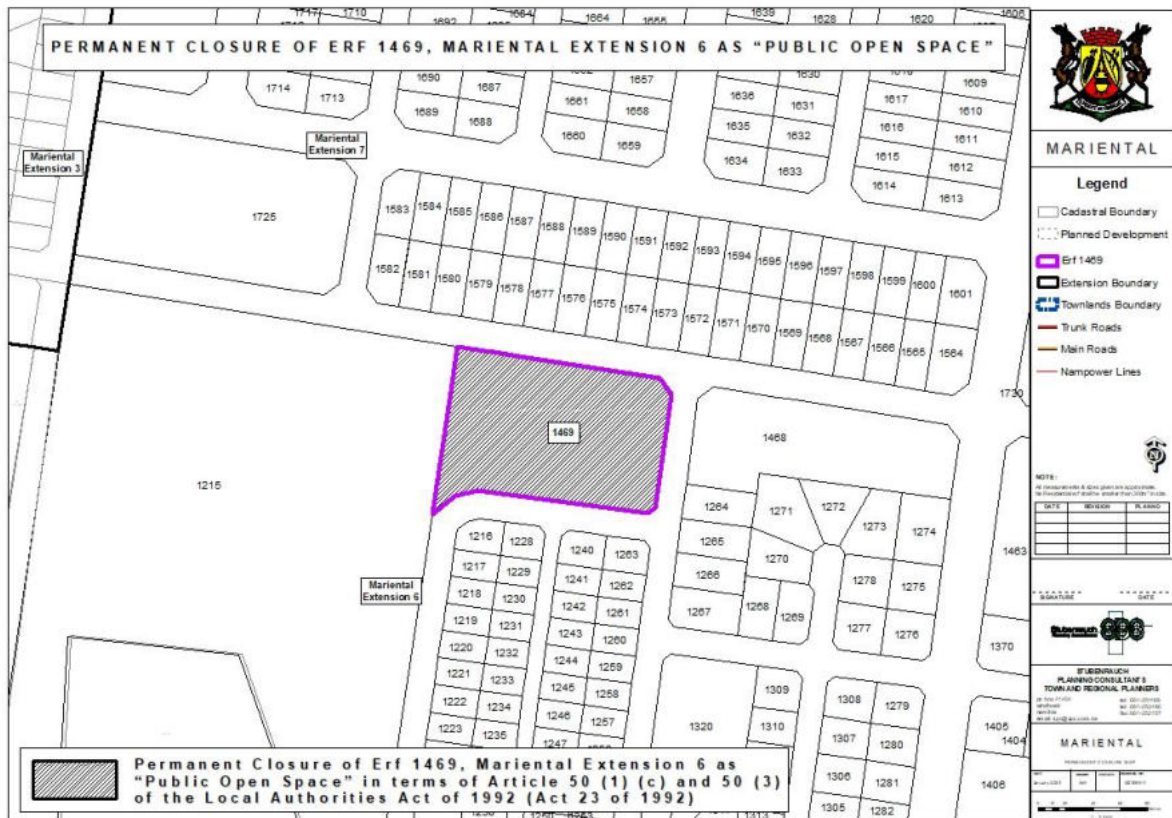 PERMANENT CLOSURE OF ERF 1469, MARIENTAL EXTENSION 6 AS "PUBLIC OPEN SPACE"
1714
1713
1690
1687
1689
1688
1657
1661
1658
1660
1659
1639
1628
1620
1630
1636
1631
1635
1632
1634
1633
1609
1617
1610
1616
1611
1615
1612
1614
1613
Mariental
Extension 3
Mariental
Extension 7
1725
1583 1584 1585 1586 1587 1588 1589 1590 1591 1592 1593 1594 1595 1596 1597 1598 1599 1600 1601
1582 1581 1580 1579 1578 1577 1576 1575 1574 1573 1572 1571 1570 1569 1568 1567 1566 1565 1564
1730
1469
1468
1215
1264
1271
1272
1273
1274
1265
1270
1266
1278
1275
1267
1268
1269
1277
1276
1463
1370
1216 1228
1217 1229
1218 1230
1219 1231
1220 1232
1221 1233
1222 1234
1223 1235
1240 1263
1241 1262
1242 1261
1243 1260
1244 1259
1245 1258
1246 1257
1247
Mariental
Extension 6
1309
1320
1310
1308 1279
1307 1280
1306 1281
1305 1282
1405
1404
1406
Permanent Closure of Erf 1469, Mariental Extension 6 as
"Public Open Space" in terms of Article 50 (1) (c) and 50 (3)
of the Local Authorities Act of 1992 (Act 23 of 1992)
MARIENTAL
Legend
Cadastral Boundary
Planned Development
Erf 1469
Extension Boundary
Townlands Boundary
Trunk Roads
Main Roads
Nampower Lines
NOTE:
DATE REVISION PLANNO
SIGNATURE DATE
Stubenrauch
STUBENRAUCH
PLANNING CONSULTANTS
TOWN AND REGIONAL PLANNERS
MARIENTAL